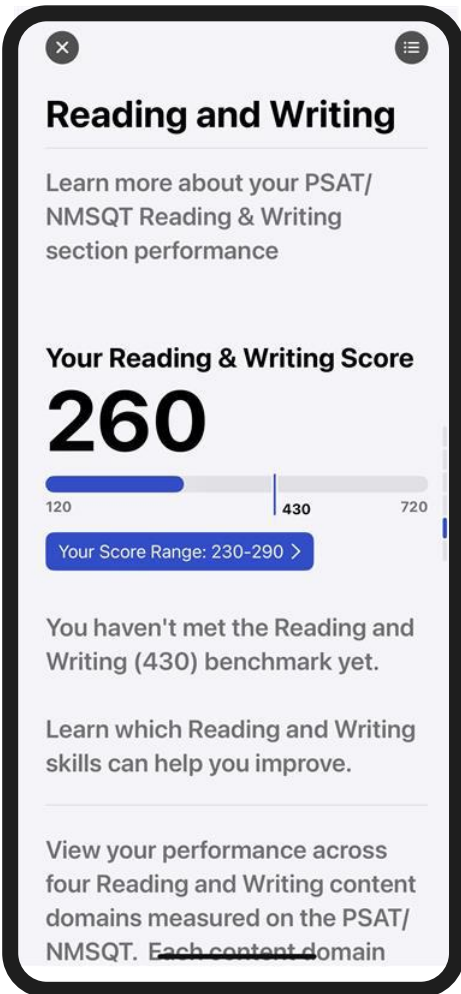 Reading and Writing
Learn more about your PSAT/
NMSQT Reading & Writing
section performance
Your Reading & Writing Score
260
120
430
720
Your Score Range: 230-290
You haven't met the Reading and
Writing (430) benchmark yet.
Learn which Reading and Writing
skills can help you improve.
View your performance across
four Reading and Writing content
domains measured on the PSAT/
NMSQT. Each content domain